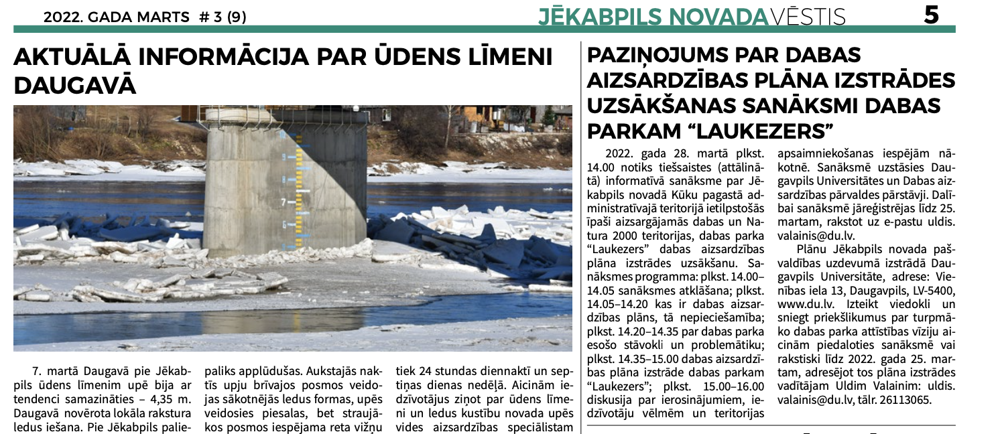 2022. GADA MARTS # 3 (9)
JĒKABPILS NOVADA VĒSTIS
5
AKTUĀLĀ INFORMĀCIJA PAR ŪDENS LĪMENI
DAUGAVĀ
7
6
7. martā Daugavā pie Jēkab-
pils ūdens līmenim upē bija ar
tendenci samazināties – 4,35 m.
Daugavā novērota lokāla rakstura
ledus iešana. Pie Jēkabpils palie-
paliks applūdušas. Aukstajās nak-
tīs upju brīvajos posmos veido-
jas sākotnējās ledus formas, upēs
veidosies piesalas, bet straujā-
kos posmos iespējama reta vižņu
tiek 24 stundas diennaktī un sep-
tiņas dienas nedēļā. Aicinām ie-
dzīvotājus ziņot par ūdens līme-
ni un ledus kustību novada upēs
vides aizsardzības speciālistam
PAZIŅOJUMS PAR DABAS
AIZSARDZĪBAS PLĀNA IZSTRĀDES
UZSĀKŠANAS SANĀKSMI DABAS
PARKAM “LAUKEZERS”
2022. gada 28. martā plkst.
14.00 notiks tiešsaistes (attālinā-
tā) informatīvā sanāksme par Jē-
kabpils novadā Kūku pagastā ad-
ministratīvajā teritorijā ietilpstošās
īpaši aizsargājamās dabas un Na-
tura 2000 teritorijas, dabas parka
“Laukezers” dabas aizsardzības
plāna izstrādes uzsākšanu. Sa-
nāksmes programma: plkst. 14.00–
14.05 sanāksmes atklāšana; plkst.
14.05–14.20 kas ir dabas aizsar-
dzības plāns, tā nepieciešamība;
plkst. 14.20–14.35 par dabas parka
esošo stāvokli un problemātiku;
plkst. 14.35–15.00 dabas aizsardzī-
bas plāna izstrāde dabas parkam
“Laukezers”; plkst. 15.00–16.00
diskusija par ierosinājumiem, ie-
dzīvotāju vēlmēm un teritorijas
apsaimniekošanas iespējām nā-
kotnē. Sanāksmē uzstāsies Dau-
gavpils Universitātes un Dabas aiz-
sardzības pārvaldes pārstāvji. Dalī-
bai sanāksmē jāreģistrējas līdz 25.
martam, rakstot uz e-pastu uldis.
valainis@du.lv.
Plānu Jēkabpils novada paš-
valdības uzdevumā izstrādā Dau-
gavpils Universitāte, adrese: Vie-
nības iela 13, Daugavpils, LV-5400,
www.du.lv. Izteikt viedokli un
sniegt priekšlikumus par turpmā-
ko dabas parka attīstības vīziju ai-
cinām piedaloties sanāksmē vai
rakstiski līdz 2022. gada 25. mar-
tam, adresējot tos plāna izstrādes
vadītājam Uldim Valainim: uldis.
valainis@du.lv, tālr. 26113065.